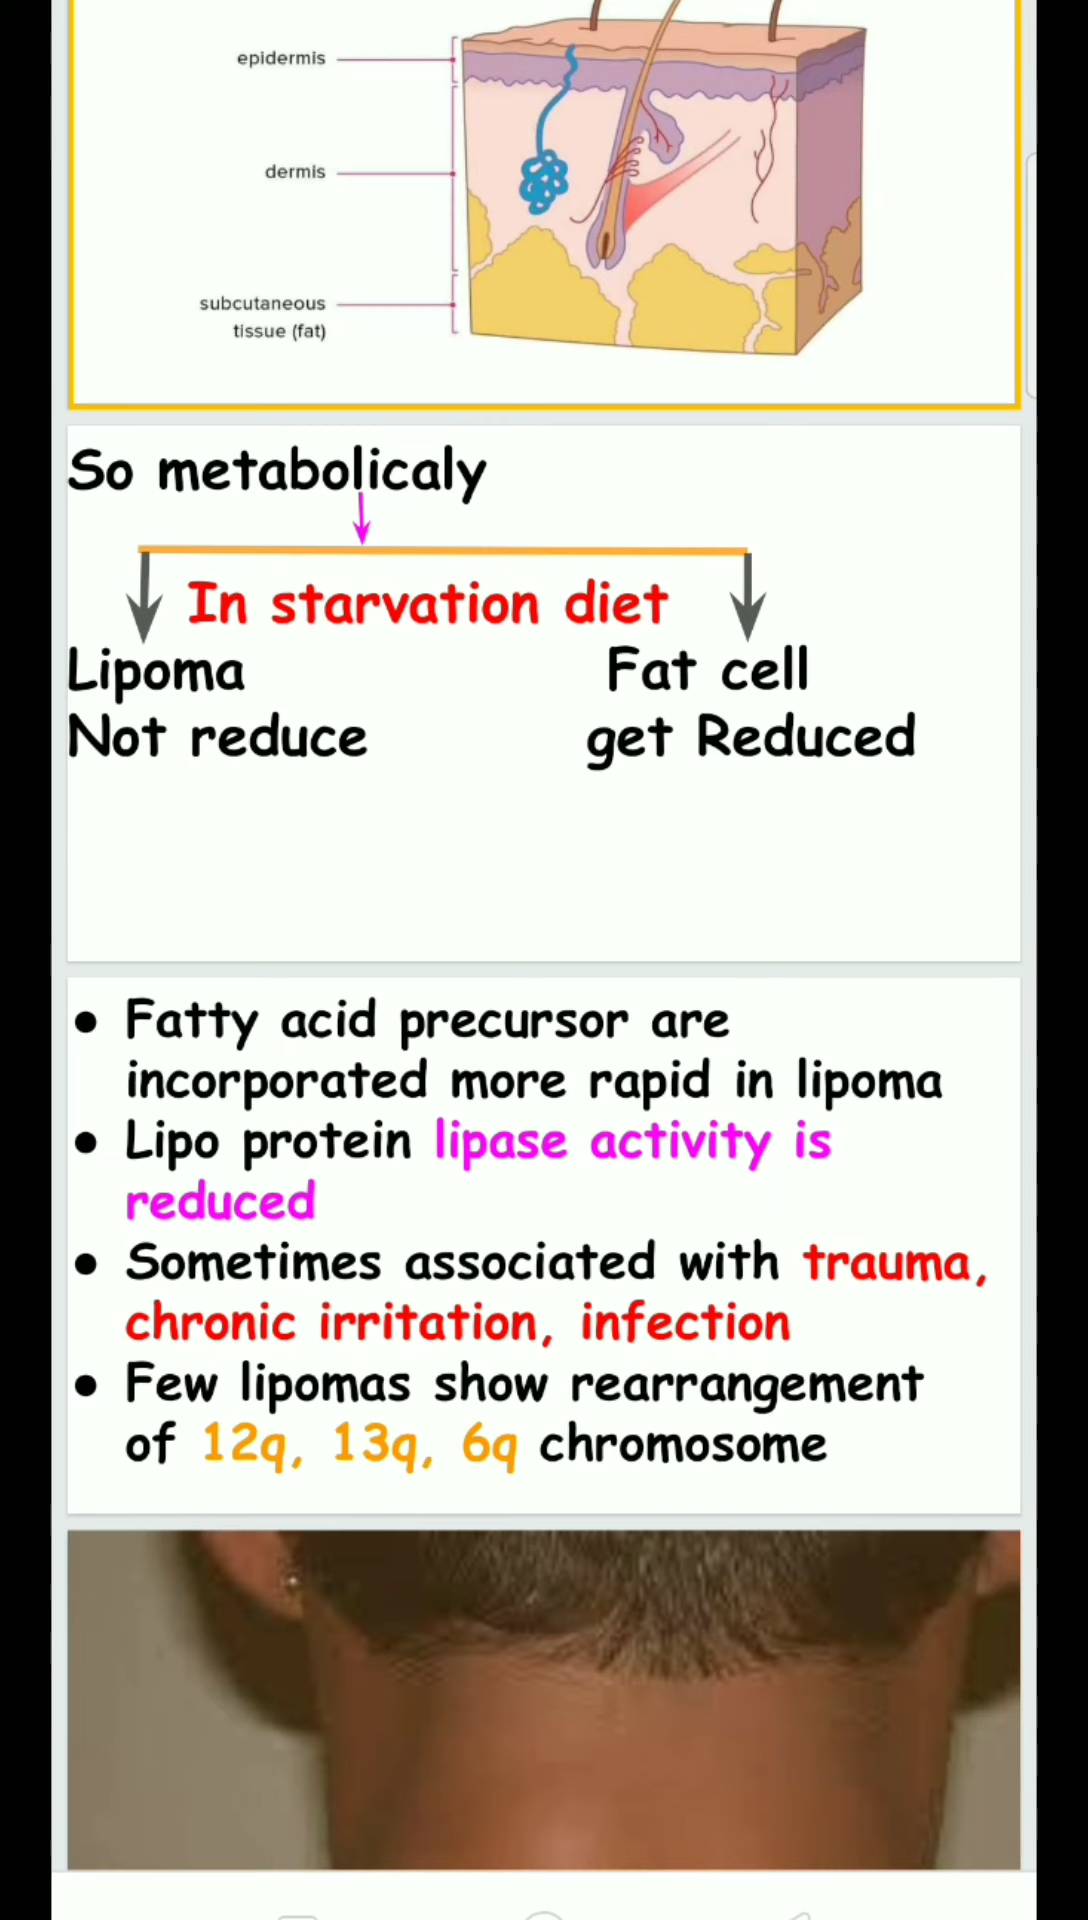 epidermis
dermis
subcutaneous
tissue (fat)
So metabolicaly
In starvation diet
Lipoma Fat cell
Not reduce get Reduced
● Fatty acid precursor are
incorporated more rapid in lipoma
● Lipo protein lipase activity is
reduced
● Sometimes associated with trauma,
chronic irritation, infection
● Few lipomas show rearrangement
of 12q, 13q, 6q chromosome